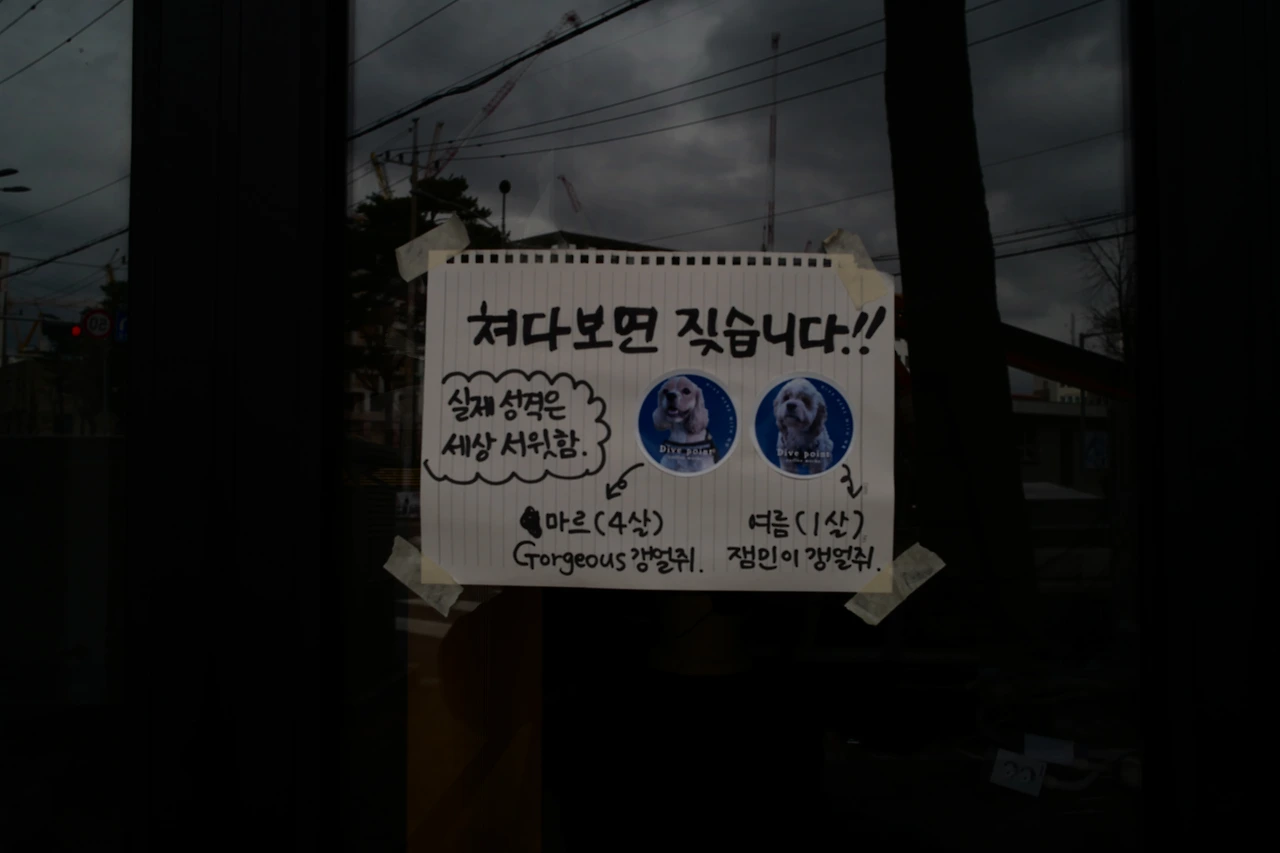 쳐다보면 짖습니다!!
실제 성격은
세상 서윗함.
Dive point
Dive point
마르(4살)
Gorgeous 갱얼쥐.
여름(1살)
잼민이 갱얼쥐.